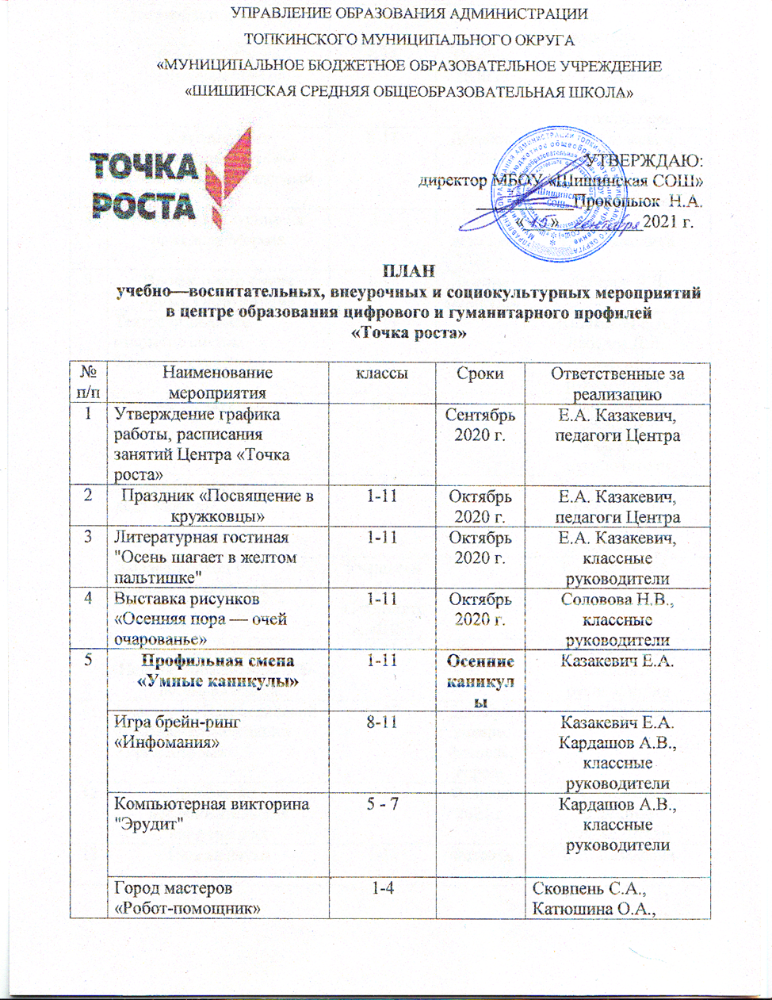 УПРАВЛЕНИЕ ОБРАЗОВАНИЯ АДМИНИСТРАЦИИ
ТОПКИНСКОГО МУНИЦИПАЛЬНОГО ОКРУГА
«МУНИЦИПАЛЬНОЕ БЮДЖЕТНОЕ ОБРАЗОВАТЕЛЬНОЕ УЧРЕЖДЕНИЕ
«ШИШИНСКАЯ СРЕДНЯЯ ОБЩЕОБРАЗОВАТЕЛЬНАЯ ШКОЛА»
ТОЧКА
РОСТА
УТВЕРЖДАЮ:
директор МБОУ «Шишинская СОШ»
Прокопьюк Н.А.
«15» сентября 2021 г.
ПЛАН
учебно—воспитательных, внеурочных и социокультурных мероприятий
в центре образования цифрового и гуманитарного профилей
«Точка роста»
№ Наименование классы Сроки Ответственные за
п/п мероприятия реализацию
1 Утверждение графика Сентябрь Е.А. Казакевич,
работы, расписания 2020 г. педагоги Центра
занятий Центра «Точка
роста»
2 Праздник «Посвящение в 1-11 Октябрь Е.А. Казакевич,
кружковцы» 2020 г. педагоги Центра
3 Литературная гостиная 1-11 Октябрь Е.А. Казакевич,
"Осень шагает в желтом 2020 г. классные
пальтишке" руководители
4 Выставка рисунков 1-11 Октябрь Соловова Н.В.,
«Осенняя пора — очей 2020 г. классные
очарованье» руководители
5 Профильная смена 1-11 Осенние Казакевич Е.А.
«Умные каникулы» каникул
ы
Игра брейн-ринг 8-11 Казакевич Е.А.
«Инфомания» Кардашов А.В.,
классные
руководители
Компьютерная викторина 5 - 7 Кардашов А.В.,
"Эрудит" классные
руководители
Город мастеров 1-4 Сковпень С.А.,
«Робот-помощник» Катюшина О.А.,